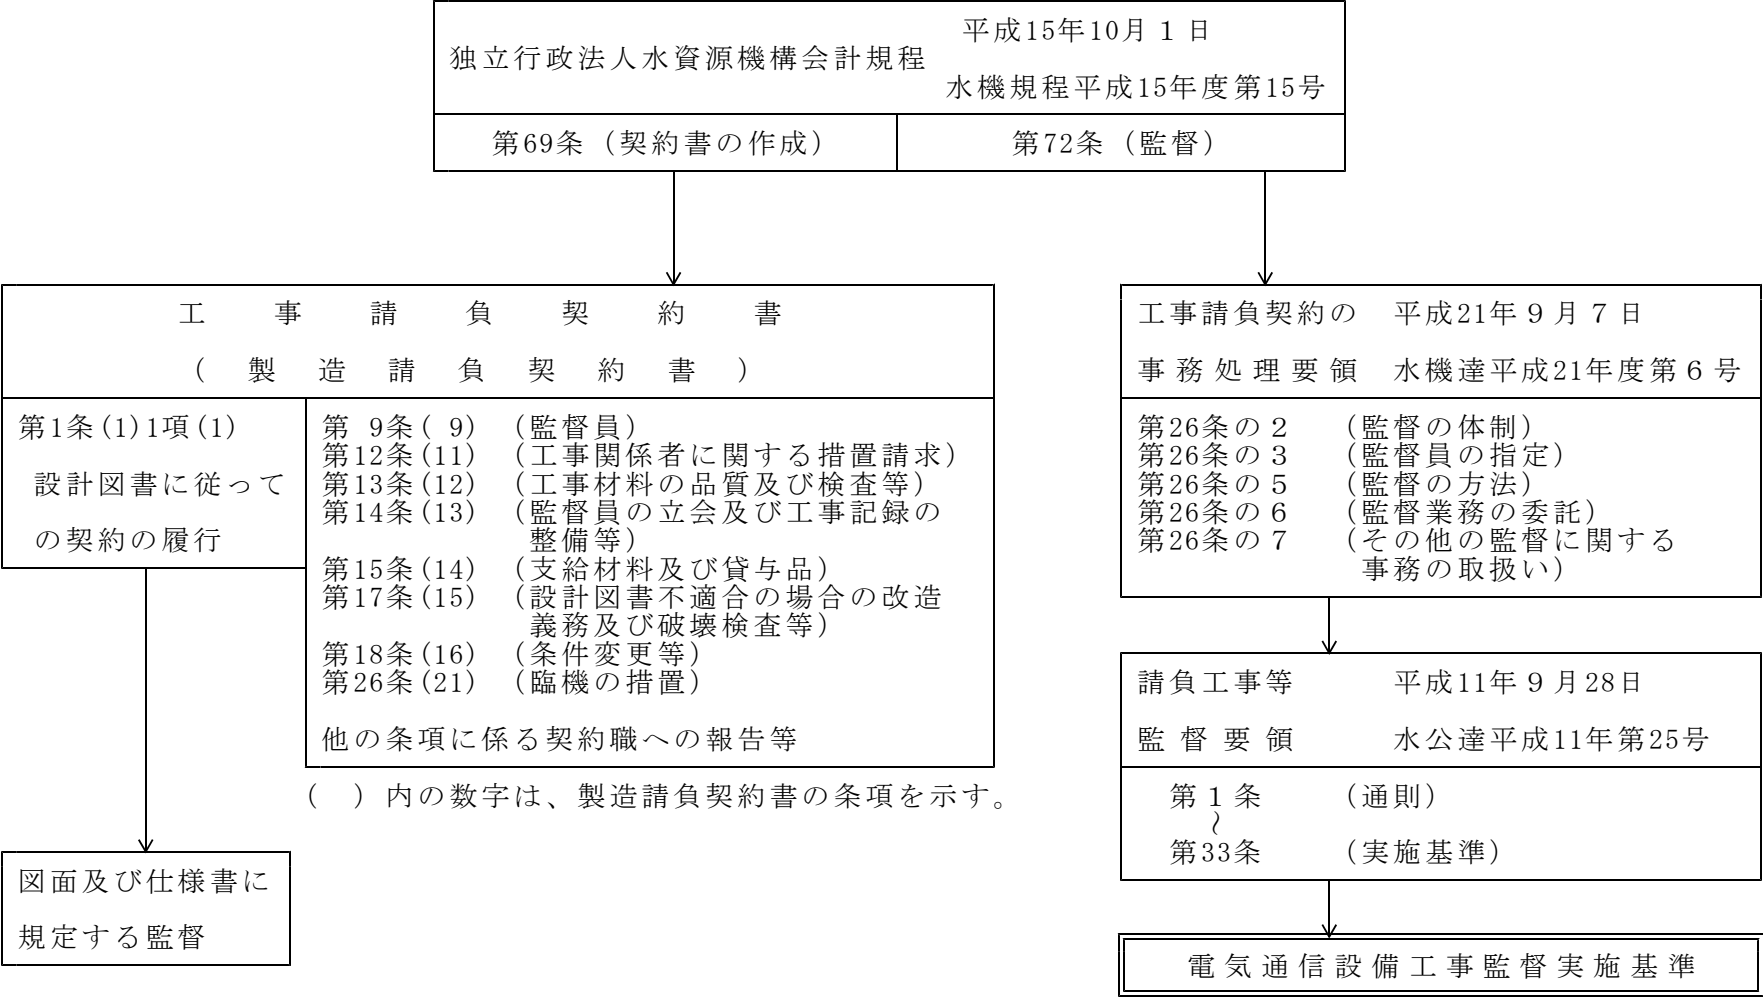 平成15年10月１日
独立行政法人水資源機構会計規程
水機規程平成15年度第15号
第69条（契約書の作成）
第72条（監督）
工事請負契約書
（製造請負契約書）
第1条(1)1項(1)
設計図書に従って
の契約の履行
第 9条( 9) （監督員）
第12条(11) （工事関係者に関する措置請求）
第13条(12) （工事材料の品質及び検査等）
第14条(13) （監督員の立会及び工事記録の
整備等）
第15条(14) （支給材料及び貸与品）
第17条(15) （設計図書不適合の場合の改造
義務及び破壊検査等）
第18条(16) （条件変更等）
第26条(21) （臨機の措置）
他の条項に係る契約職への報告等
（　）内の数字は、製造請負契約書の条項を示す。
図面及び仕様書に
規定する監督
工事請負契約の　平成21年９月７日
事務処理要領　水機達平成21年度第６号
第26条の２　（監督の体制）
第26条の３　（監督員の指定）
第26条の５　（監督の方法）
第26条の６　（監督業務の委託）
第26条の７　（その他の監督に関する
事務の取扱い）
請負工事等　平成11年９月28日
監督要領　水公達平成11年第25号
第１条　（通則）
〜
第33条　（実施基準）
電気通信設備工事監督実施基準